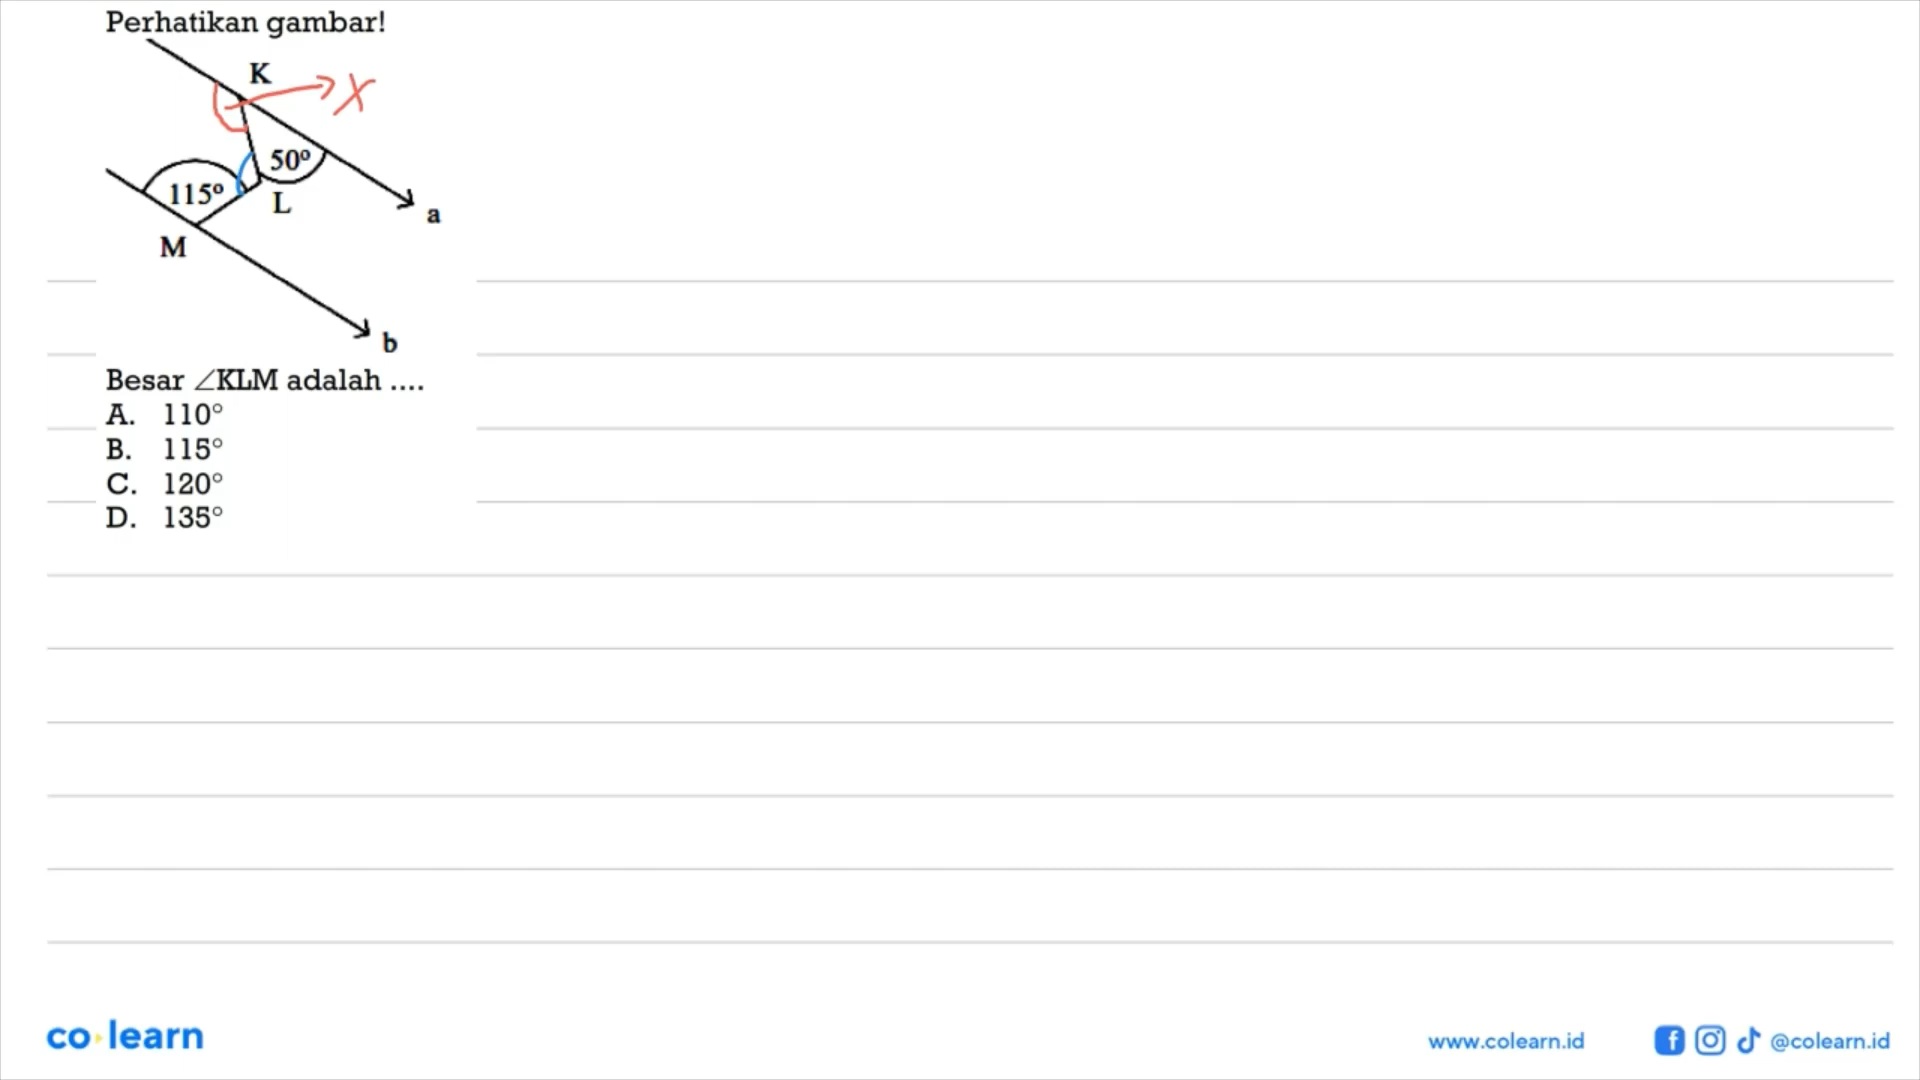 Perhatikan gambar!
K
X
50°
115°
L
a
M
b
Besar ∠KLM adalah ....
A. 110°
B. 115°
C. 120°
D. 135°
co learn
www.colearn.id
@colearn.id